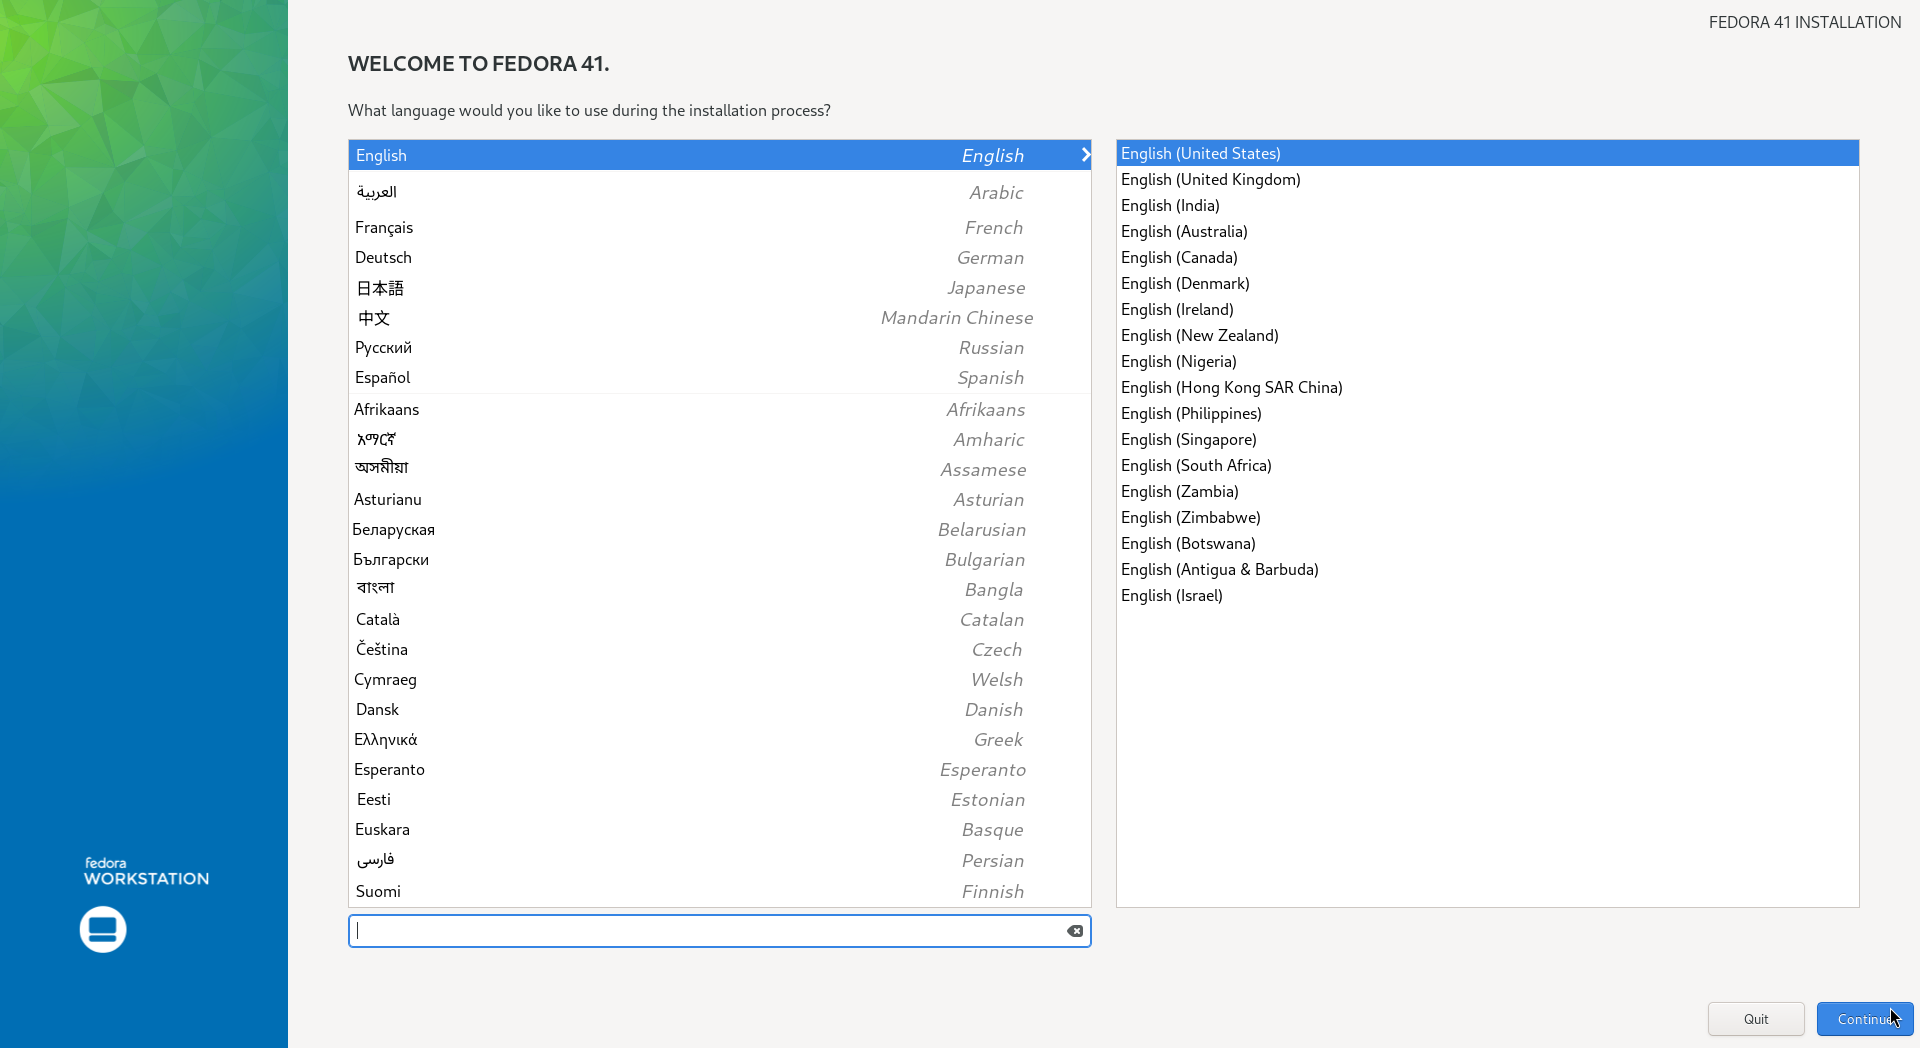 FEDORA 41 INSTALLATION
WELCOME TO FEDORA 41.
What language would you like to use during the installation process?
English English
العربية Arabic
Français French
Deutsch German
日本語 Japanese
中文 Mandarin Chinese
Русский Russian
Español Spanish
Afrikaans Afrikaans
አማርኛ Amharic
অসমীয়া Assamese
Asturianu Asturian
Беларуская Belarusian
Български Bulgarian
বাংলা Bangla
Català Catalan
Čeština Czech
Cymraeg Welsh
Dansk Danish
Ελληνικά Greek
Esperanto Esperanto
Eesti Estonian
Euskara Basque
فارسی Persian
Suomi Finnish
English (United States)
English (United Kingdom)
English (India)
English (Australia)
English (Canada)
English (Denmark)
English (Ireland)
English (New Zealand)
English (Nigeria)
English (Hong Kong SAR China)
English (Philippines)
English (Singapore)
English (South Africa)
English (Zambia)
English (Zimbabwe)
English (Botswana)
English (Antigua & Barbuda)
English (Israel)
fedora
WORKSTATION
Quit
Continue